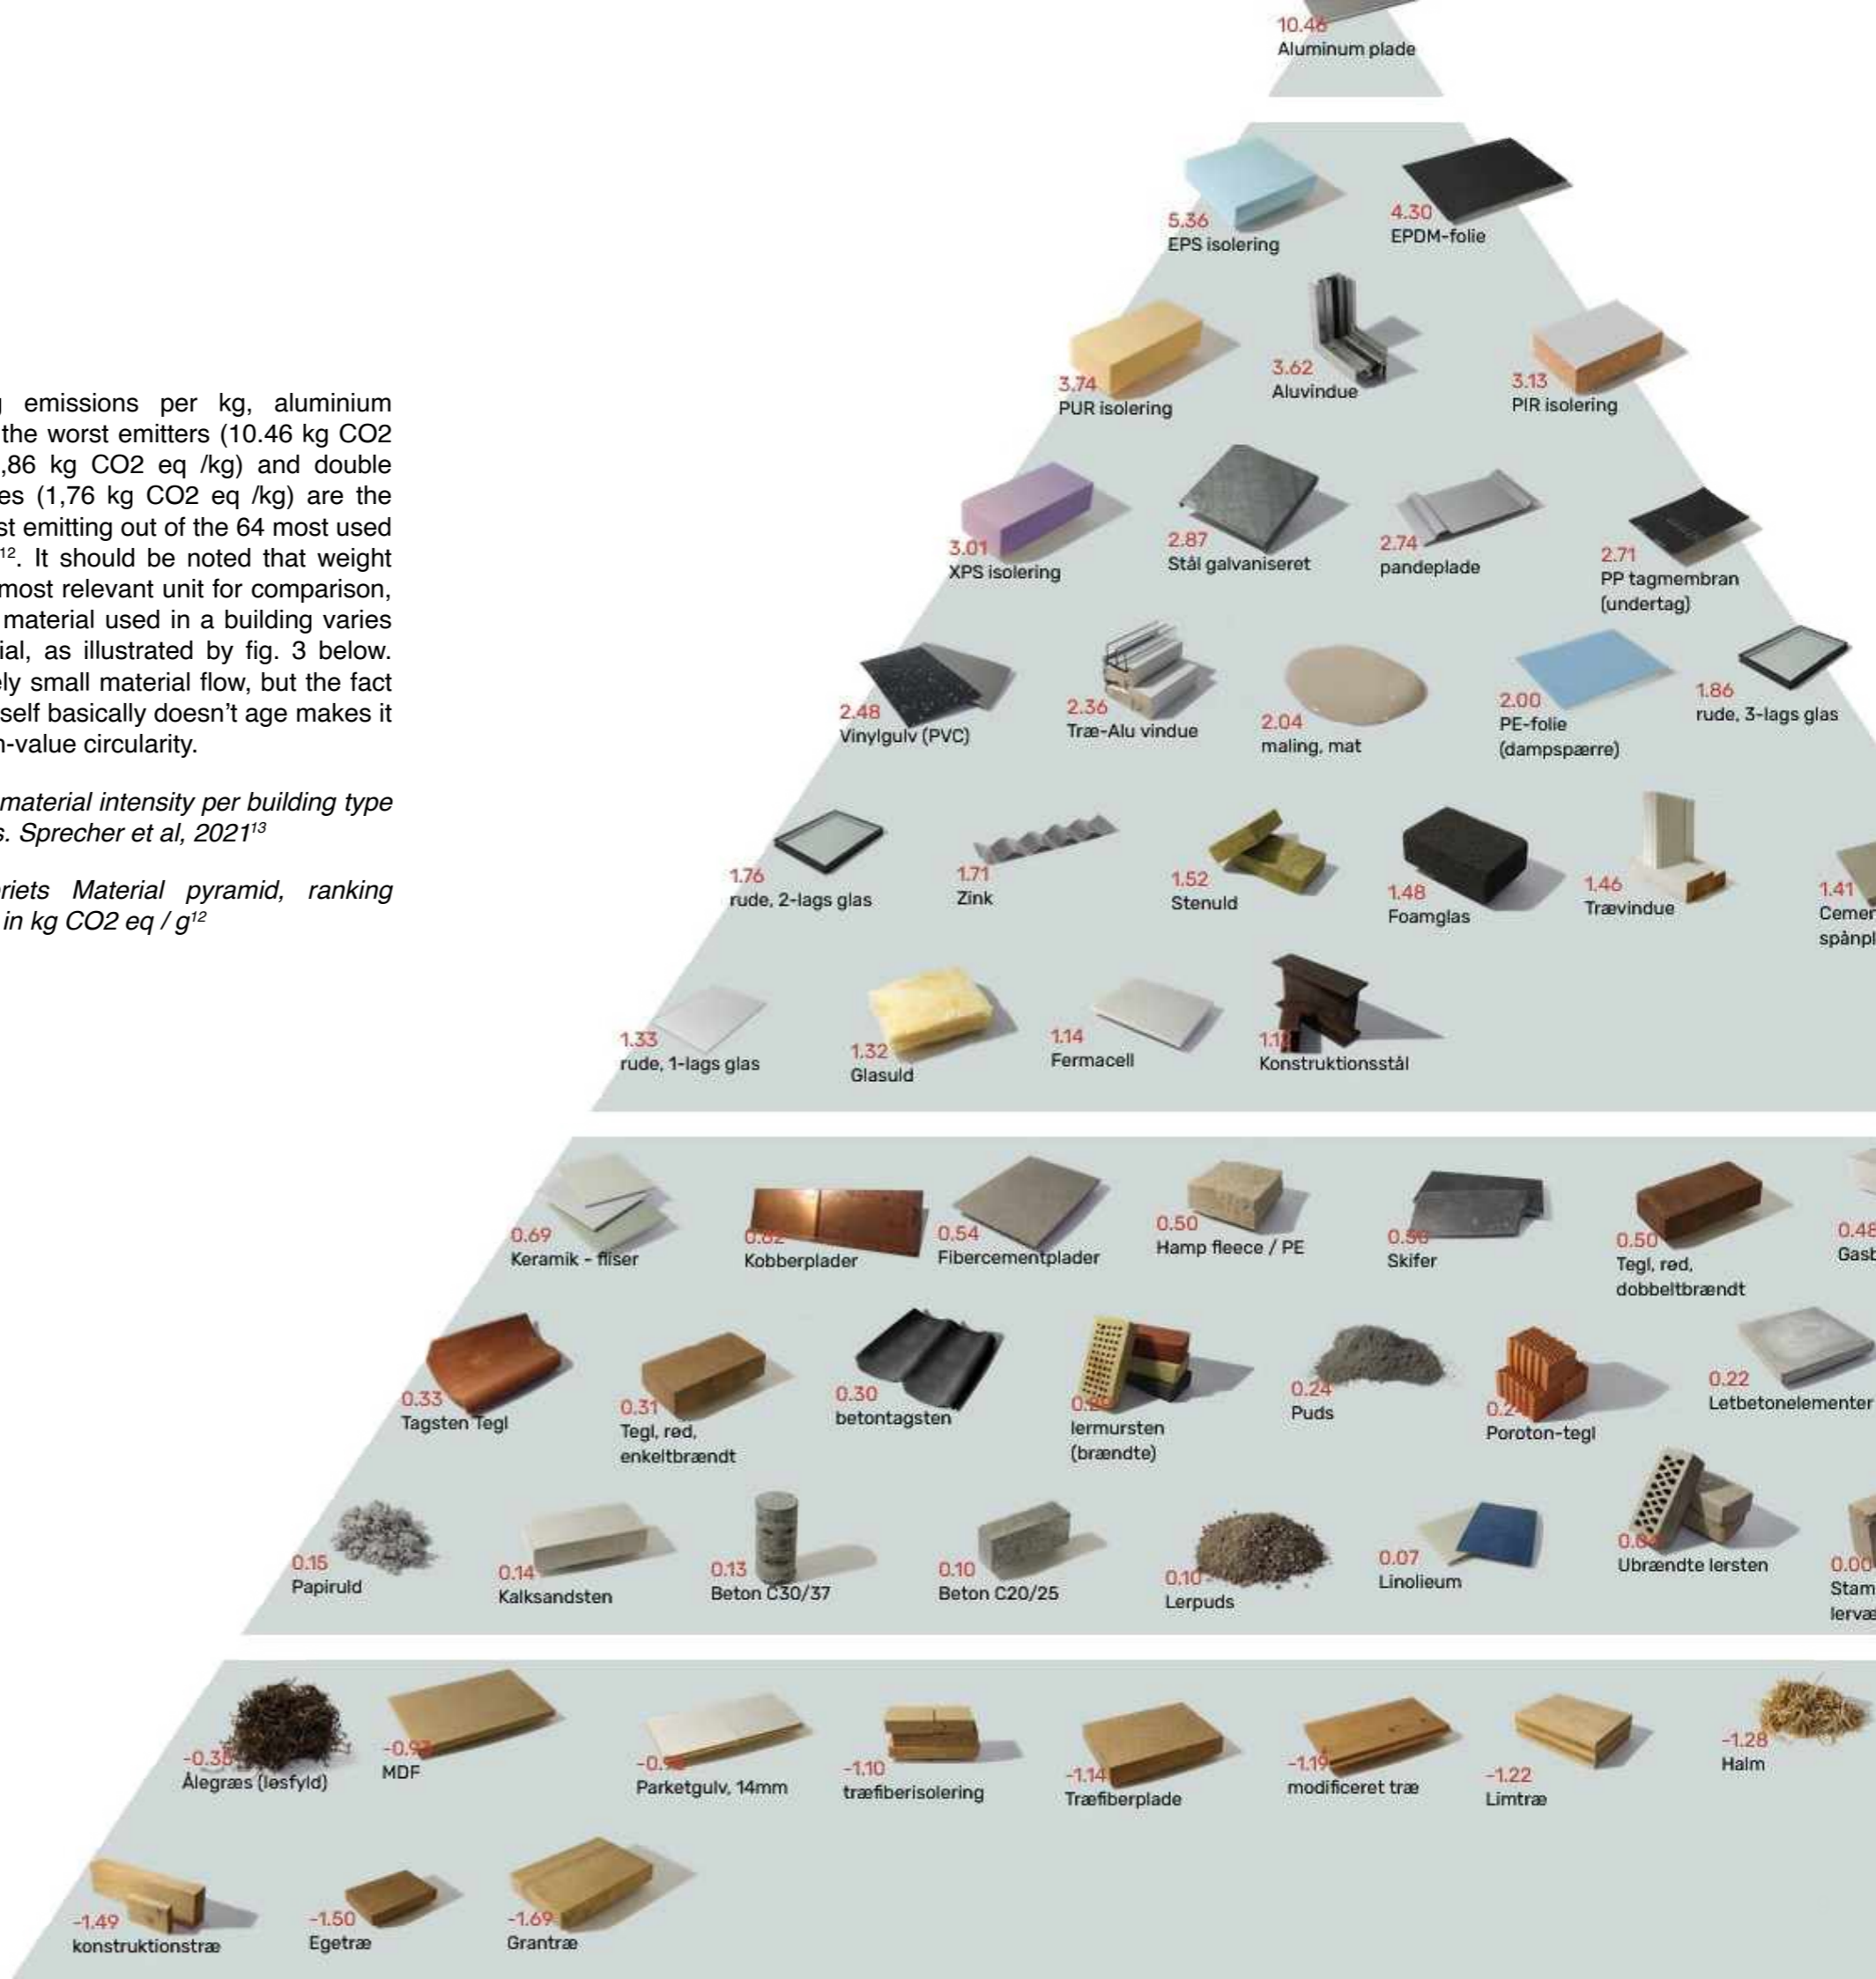 emissions per kg, aluminium
the worst emitters (10.46 kg CO2
,86 kg CO2 eq /kg) and double
es (1,76 kg CO2 eq /kg) are the
st emitting out of the 64 most used
12. It should be noted that weight
most relevant unit for comparison,
material used in a building varies
ial, as illustrated by fig. 3 below.
ely small material flow, but the fact
self basically doesn't age makes it
h-value circularity.
material intensity per building type
s. Sprecher et al, 202113
riets Material pyramid, ranking
in kg CO2 eq / g12
10.46
Aluminum plade
5.36
EPS isolering
4.30
EPDM-folie
3.74
PUR isolering
3.62
Aluvindue
3.13
PIR isolering
3.01
XPS isolering
2.87
Stål galvaniseret
2.74
pandeplade
2.71
PP tagmembran
(undertag)
2.48
Vinylgulv (PVC)
2.36
Træ-Alu vindue
2.04
maling, mat
2.00
PE-folie
(dampspærre)
1.86
rude, 3-lags glas
1.76
rude, 2-lags glas
1.71
Zink
1.52
Stenuld
1.48
Foamglas
1.46
Trævindue
1.41
Cemen
spånpl
1.33
rude, 1-lags glas
1.32
Glasuld
1.14
Fermacell
Konstruktionsstål
0.69
Keramik - fliser
Kobberplader
0.54
Fibercementplader
0.50
Hamp fleece / PE
Skifer
0.50
Tegl, rød,
dobbeltbrændt
0.48
Gasb
0.33
Tagsten Tegl
0.31
Tegl, rød,
enkeltbrændt
0.30
betontagsten
lermursten
(brændte)
0.24
Puds
Poroton-tegl
0.22
Letbetonelementer
0.15
Papiruld
0.14
Kalksandsten
0.13
Beton C30/37
0.10
Beton C20/25
0.10
Lerpuds
0.07
Linolieum
Ubrændte lersten
0.00
Stam
lervæ
Ålegræs (løsfyld)
MDF
Parketgulv, 14mm
-1.10
træfiberisolering
-1.14
Træfiberplade
-1.19
modificeret træ
-1.22
Limtræ
-1.28
Halm
-1.49
konstruktionstræ
-1.50
Egetræ
-1.69
Grantræ